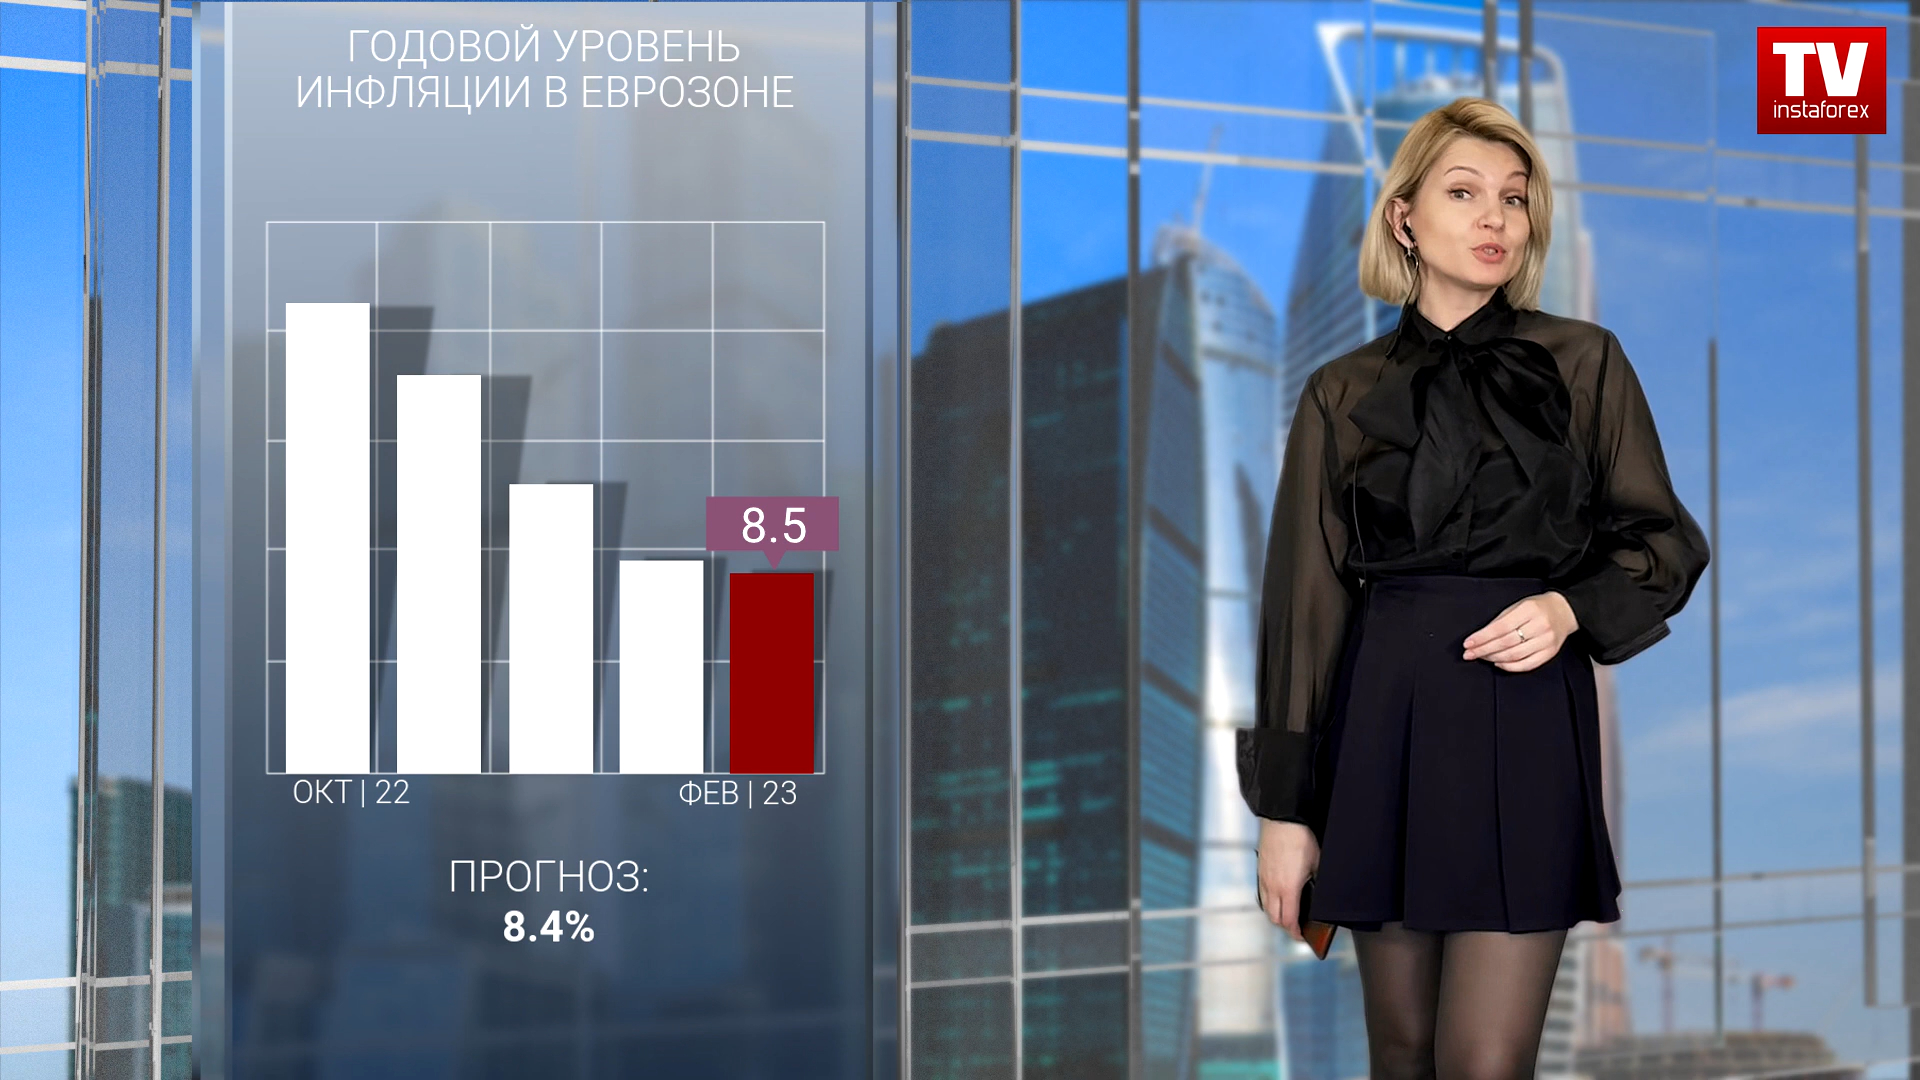 ГОДОВОЙ УРОВЕНЬ
ИНФЛЯЦИИ В ЕВРОЗОНЕ
TV
instaforex
8.5
ОКТ | 22
ФЕВ | 23
ПРОГНОЗ:
8.4%